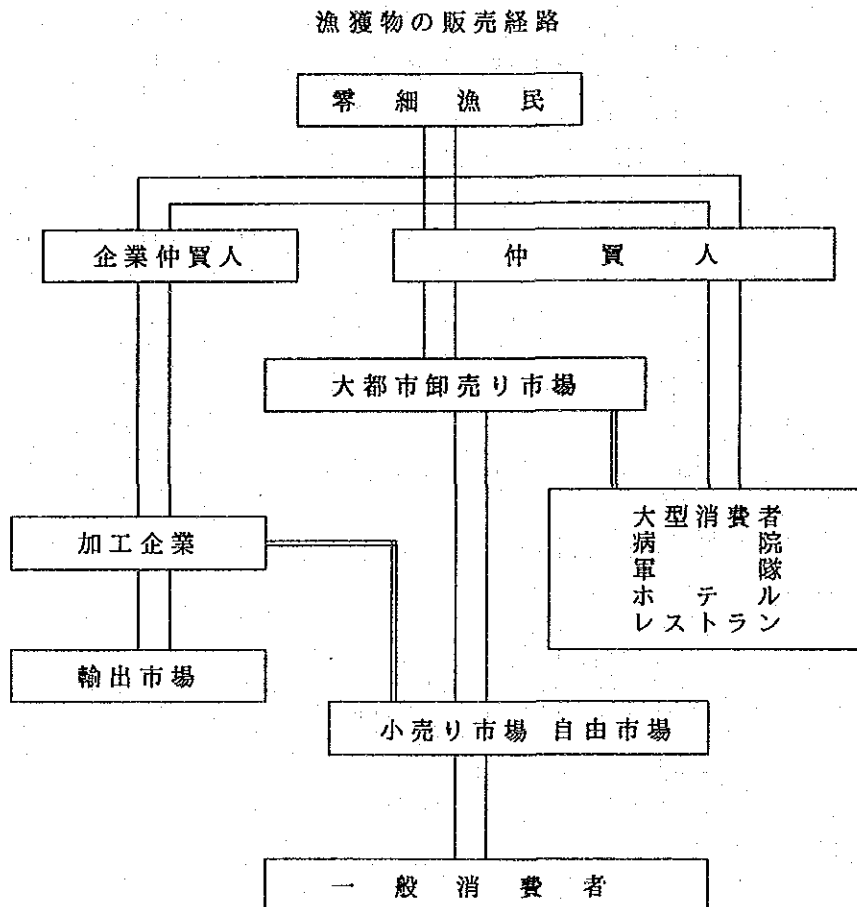 漁獲物の販売経路
零細漁民
企業仲買人
仲買人
大都市卸売り市場
大型消費者
病院
軍隊
ホテル
レストラン
加工企業
輸出市場
小売り市場 自由市場
一般消費者